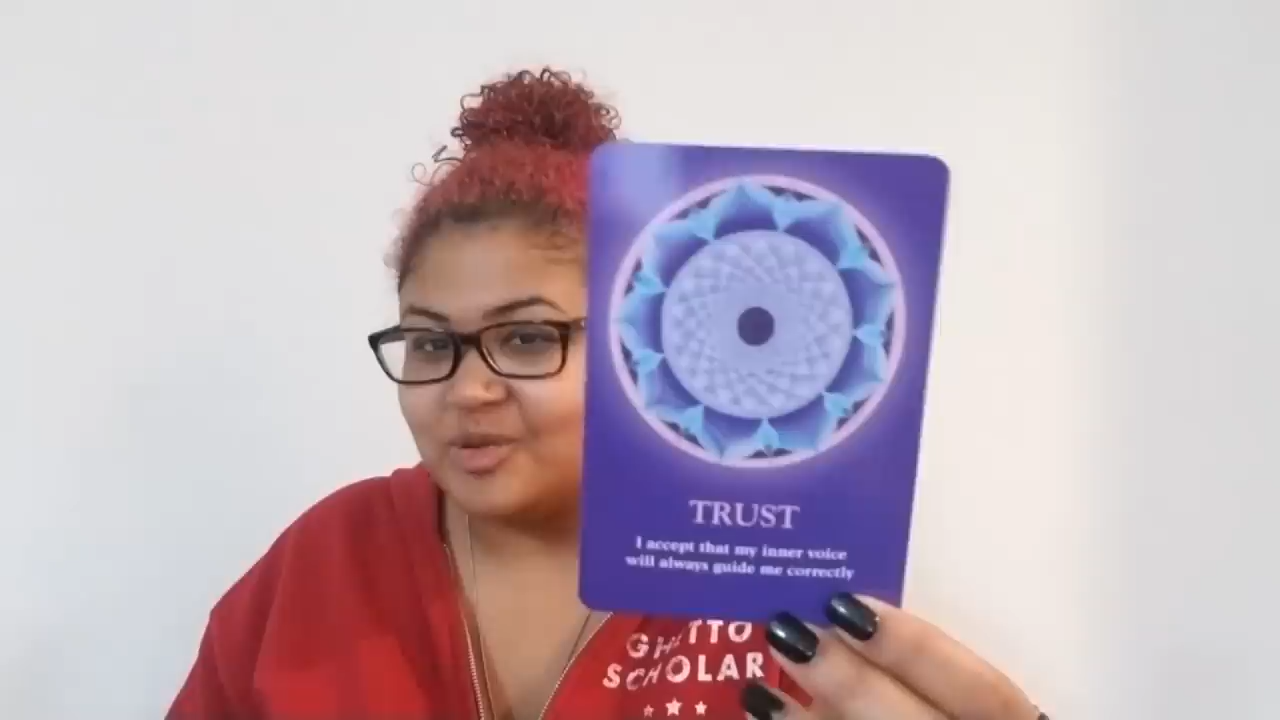 TRUST
I accept that my inner voice
will always guide me correctly
GHETTO
SCHOLAR